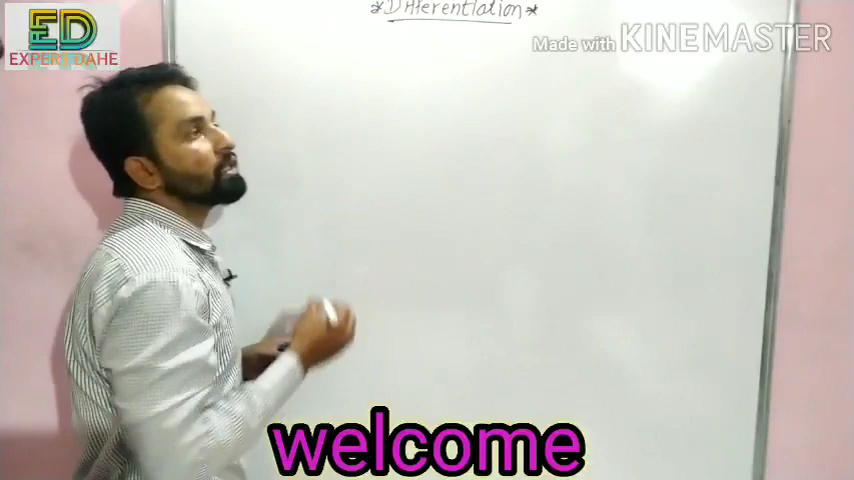 ED
EXPERT DAHE
*Differentiation*
Made with KINEMASTER
welcome